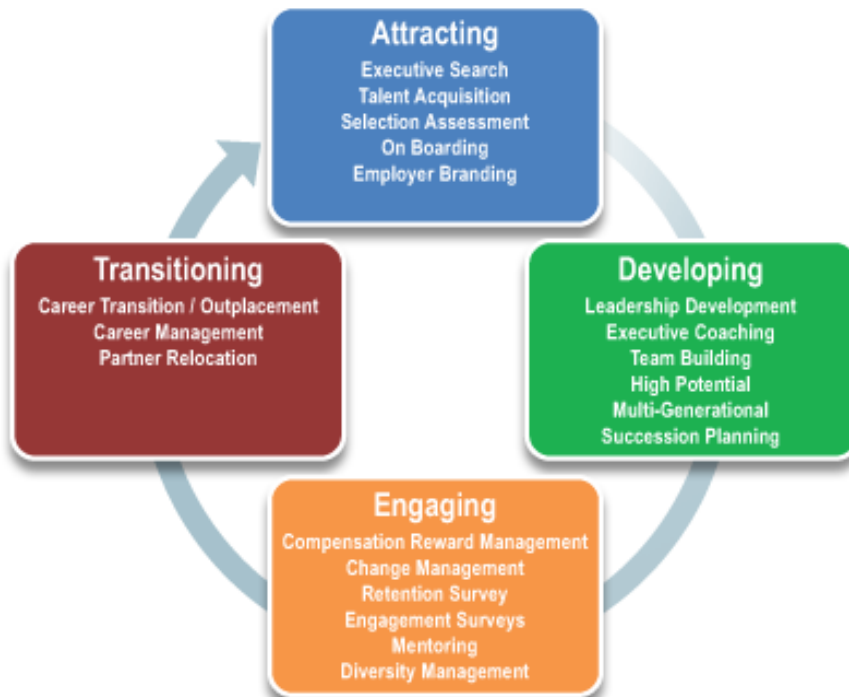 Attracting
Executive Search
Talent Acquisition
Selection Assessment
On Boarding
Employer Branding
Transitioning
Career Transition / Outplacement
Career Management
Partner Relocation
Developing
Leadership Development
Executive Coaching
Team Building
High Potential
Multi-Generational
Succession Planning
Engaging
Compensation Reward Management
Change Management
Retention Survey
Engagement Surveys
Mentoring
Diversity Management